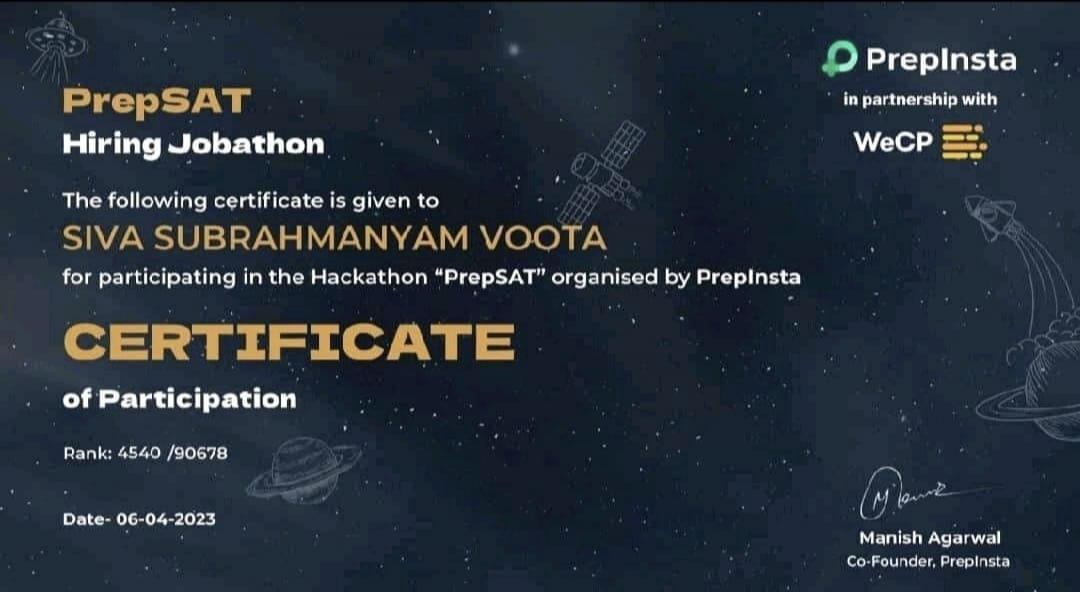 PrepInsta
in partnership with
WeCP
PrepSAT
Hiring Jobathon
The following certificate is given to
SIVA SUBRAHMANYAM VOOTA
for participating in the Hackathon “PrepSAT” organised by PrepInsta
CERTIFICATE
of Participation
Rank: 4540 /90678
Date- 06-04-2023
Manish Agarwal
Co-Founder, PrepInsta